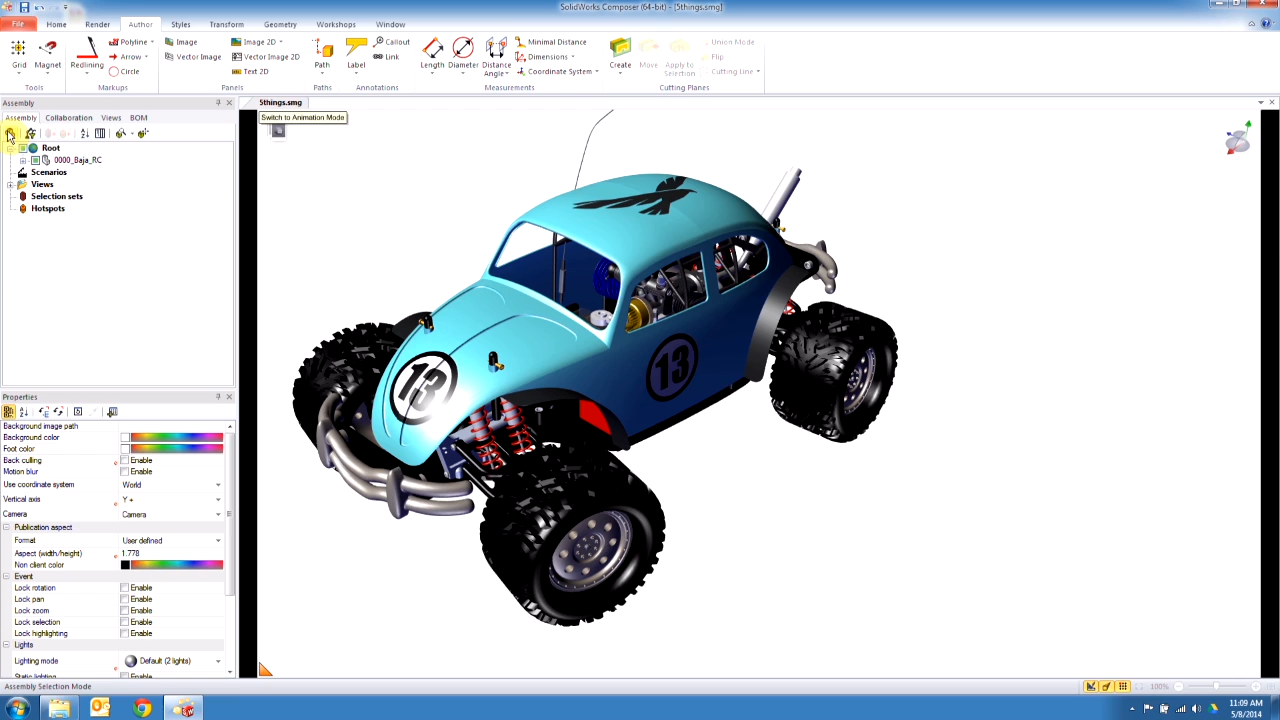 SolidWorks Composer (64-bit) - [5things.smg]
File Home Render Author Styles Transform Geometry Workshops Window
Grid Magnet Redlining Polyline Arrow Circle Image Vector Image Image 2D Vector Image 2D Text 2D Path Label Callout Link Length Diameter Distance Angle Minimal Distance Dimensions Coordinate System Create Move Apply to Selection Union Mode Flip Cutting Line
Tools Markups Panels Paths Annotations Measurements Cutting Planes
Assembly 5things.smg
Assembly Collaboration Views BOM Switch to Animation Mode
Root
0000_Baja_RC
Scenarios
Views
Selection sets
Hotspots
13 13
Properties
Background image path
Background color
Foot color
Back culling Enable
Motion blur Enable
Use coordinate system World
Vertical axis Y +
Camera Camera
Publication aspect
Format User defined
Aspect (width/height) 1.778
Non client color
Event
Lock rotation Enable
Lock pan Enable
Lock zoom Enable
Lock selection Enable
Lock highlighting Enable
Lights
Lighting mode Default (2 lights)
Assembly Selection Mode 100%
11:09 AM
5/8/2014